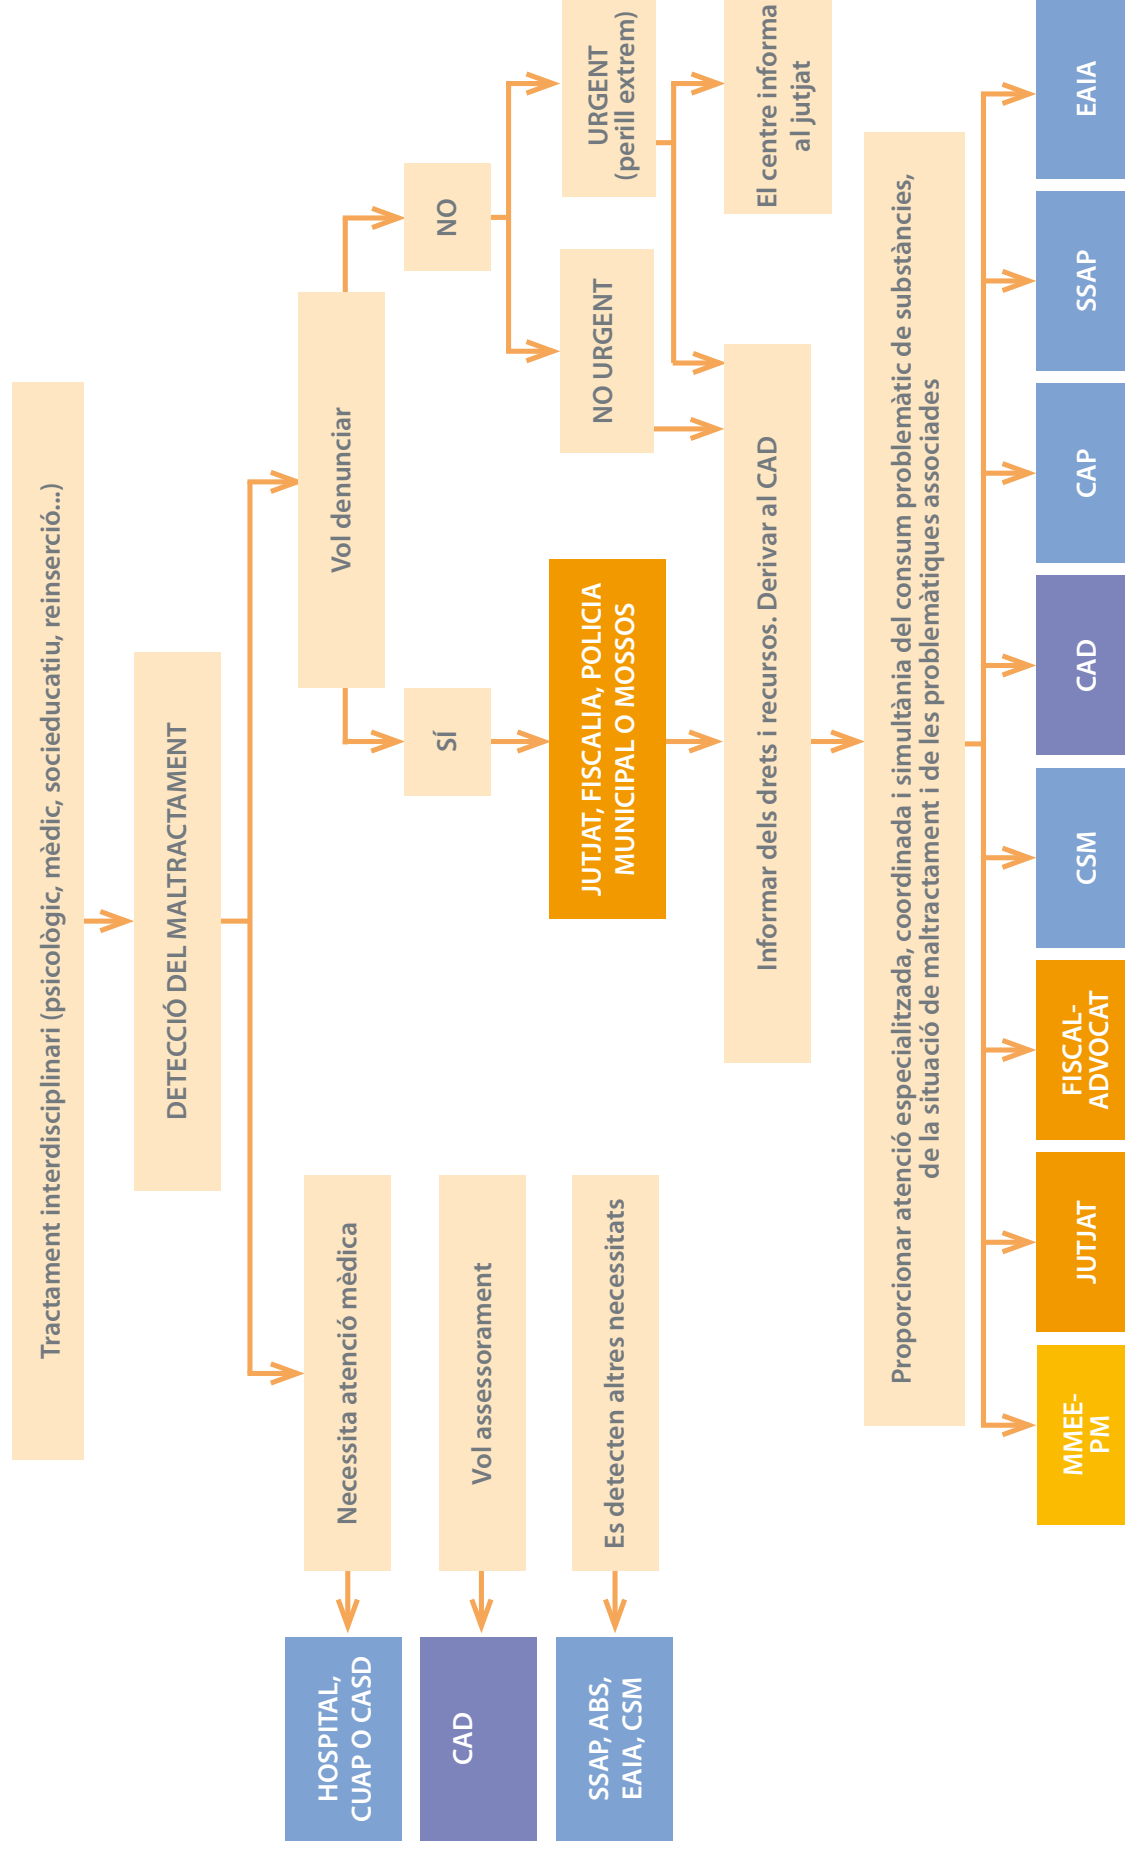 Tractament interdisciplinari (psicològic, mèdic, socieducatiu, reinserció...)
DETECCIÓ DEL MALTRACTAMENT
Necessita atenció mèdica
HOSPITAL,
CUAP O CASD
Vol assessorament
CAD
Es detecten altres necessitats
SSAP, ABS,
EAIA, CSM
Vol denunciar
SÍ
NO
JUTJAT, FISCALIA, POLICIA
MUNICIPAL O MOSSOS
NO URGENT
URGENT
(perill extrem)
Informar dels drets i recursos. Derivar al CAD
El centre informa
al jutjat
Proporcionar atenció especialitzada, coordinada i simultània del consum problemàtic de substàncies,
de la situació de maltractament i de les problemàtiques associades
MMEE-
PM
JUTJAT
FISCAL-
ADVOCAT
CSM
CAD
CAP
SSAP
EAIA